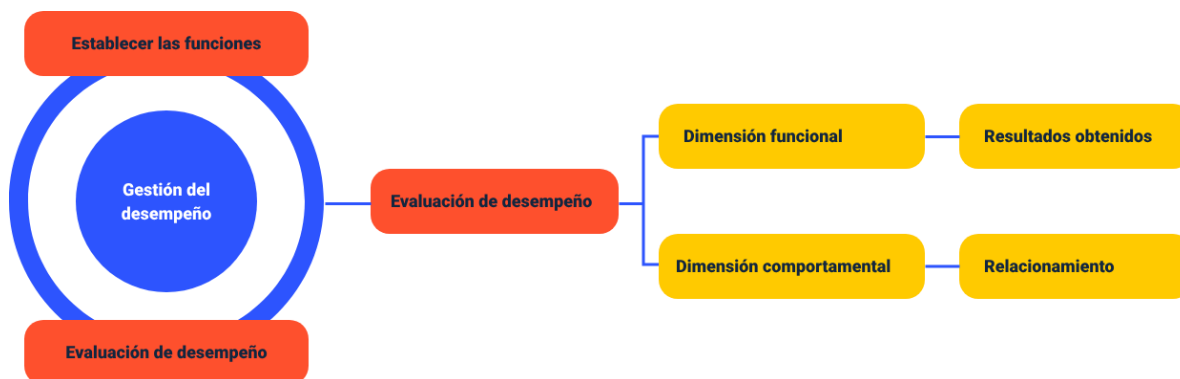 Establecer las funciones
Gestión del
desempeño
Evaluación de desempeño
Evaluación de desempeño
Dimensión funcional
Resultados obtenidos
Dimensión comportamental
Relacionamiento